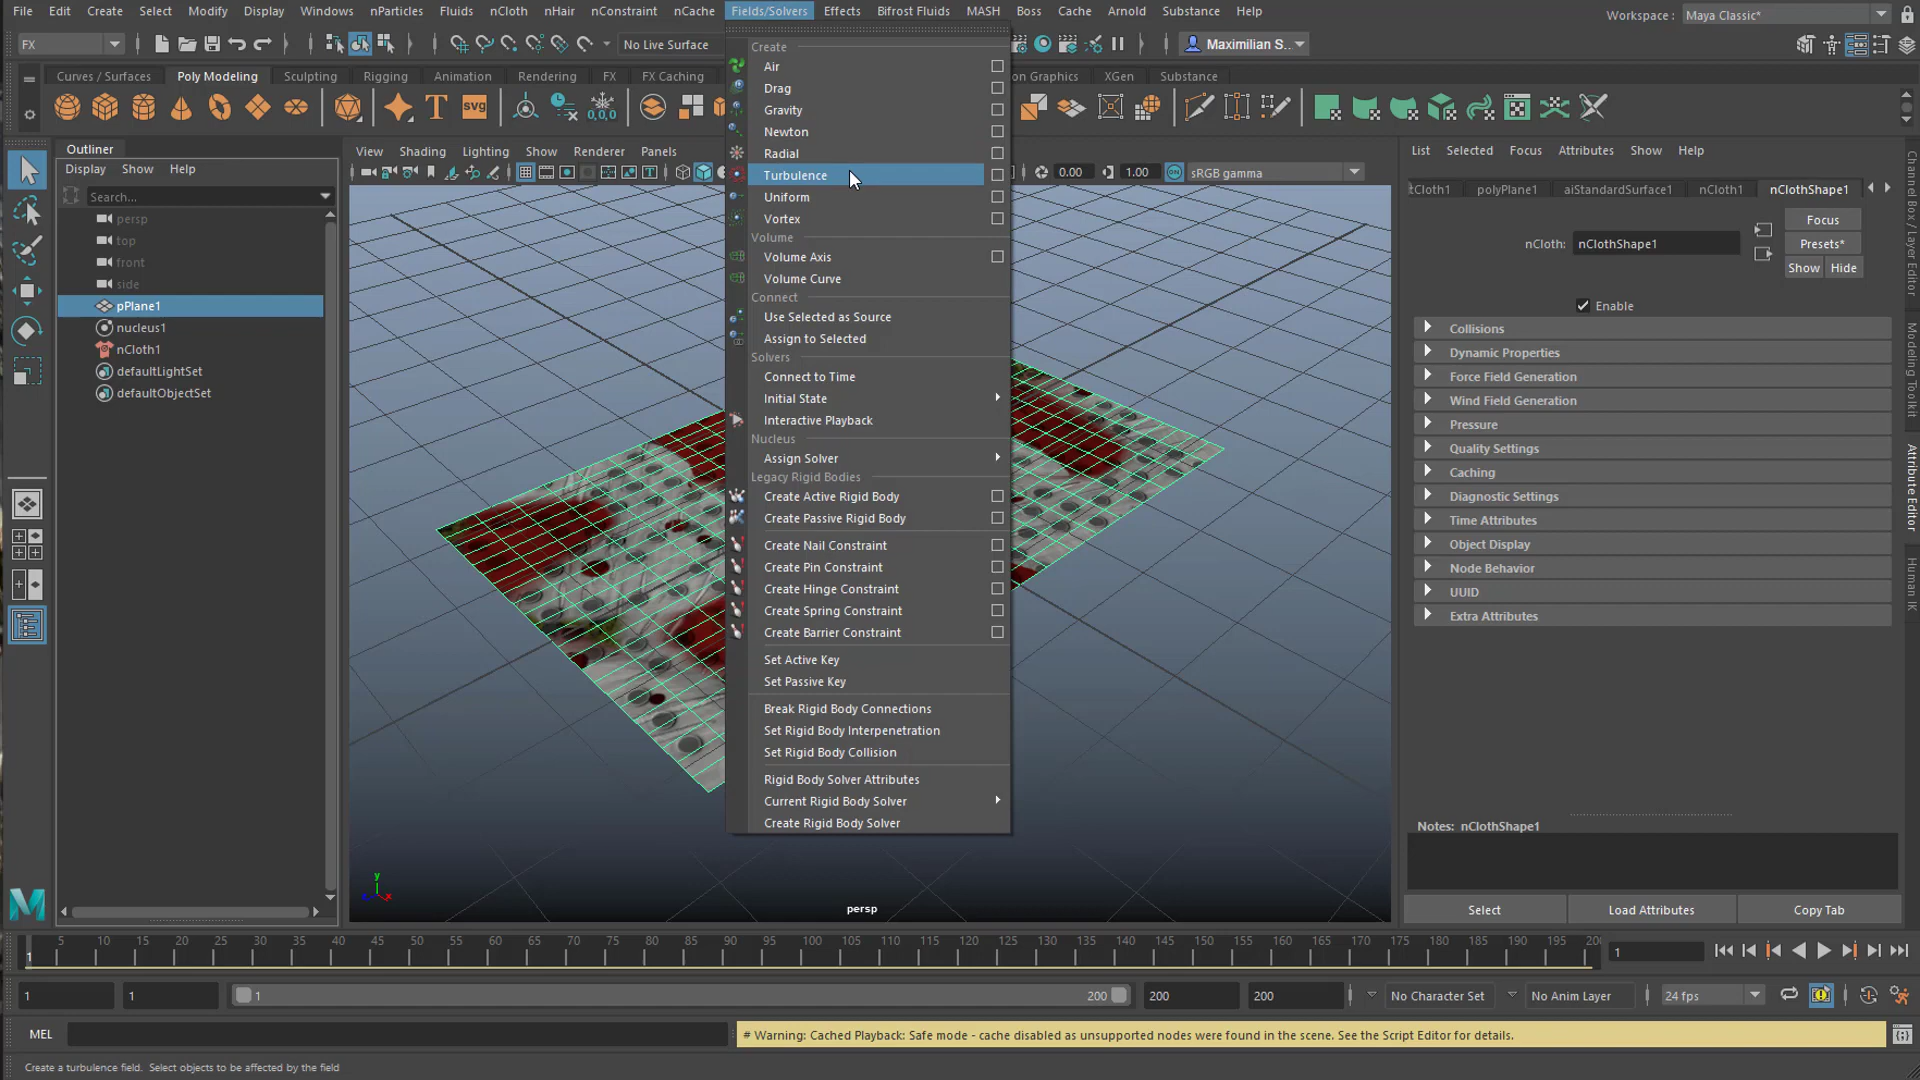 File Edit Create Select Modify Display Windows nParticles Fluids nCloth nHair nConstraint nCache Fields/Solvers Effects Bifrost Fluids MASH Boss Cache Arnold Substance Help
Workspace : Maya Classic*
FX
No Live Surface
Maximilian S...
Curves / Surfaces Poly Modeling Sculpting Rigging Animation Rendering FX FX Caching
XGen Substance
SVG
0,0,0
Outliner
Display Show Help
Search...
persp
top
front
side
pPlane1
nucleus1
nCloth1
defaultLightSet
defaultObjectSet
View Shading Lighting Show Renderer Panels
0.00 1.00 ON sRGB gamma
Create
Air
Drag
Gravity
Newton
Radial
Turbulence
Uniform
Vortex
Volume
Volume Axis
Volume Curve
Connect
Use Selected as Source
Assign to Selected
Solvers
Connect to Time
Initial State
Interactive Playback
Nucleus
Assign Solver
Legacy Rigid Bodies
Create Active Rigid Body
Create Passive Rigid Body
Create Nail Constraint
Create Pin Constraint
Create Hinge Constraint
Create Spring Constraint
Create Barrier Constraint
Set Active Key
Set Passive Key
Break Rigid Body Connections
Set Rigid Body Interpenetration
Set Rigid Body Collision
Rigid Body Solver Attributes
Current Rigid Body Solver
Create Rigid Body Solver
y
x
persp
List Selected Focus Attributes Show Help
polyPlane1 aiStandardSurface1 nCloth1 nClothShape1
Focus
nCloth: nClothShape1
Presets*
Show Hide
Enable
Collisions
Dynamic Properties
Force Field Generation
Wind Field Generation
Pressure
Quality Settings
Caching
Diagnostic Settings
Time Attributes
Object Display
Node Behavior
UUID
Extra Attributes
Notes: nClothShape1
Select Load Attributes Copy Tab
Channel Box / Layer Editor
Modeling Toolkit
Attribute Editor
Human IK
5 10 15 20 25 30 35 40 45 50 55 60 65 70 75 80 85 90 95 100 105 110 115 120 125 130 135 140 145 150 155 160 165 170 175 180 185 190 195
1
1
1 1 1 200 200 200 No Character Set No Anim Layer 24 fps
MEL
# Warning: Cached Playback: Safe mode - cache disabled as unsupported nodes were found in the scene. See the Script Editor for details.
Create a turbulence field. Select objects to be affected by the field